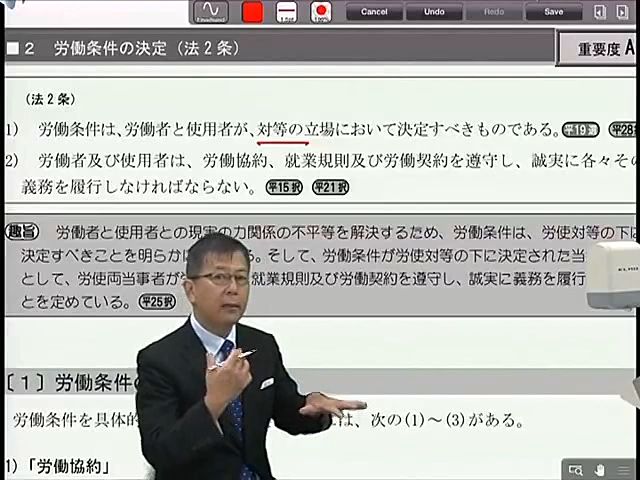 Cancel Undo Redo Save
■2 労働条件の決定（法２条） 重要度 A
（法２条）
1) 労働条件は、労働者と使用者が、対等の立場において決定すべきものである。平19選 平28
2) 労働者及び使用者は、労働協約、就業規則及び労働契約を遵守し、誠実に各々その
義務を履行しなければならない。平15択 平21択
趣旨 労働者と使用者との現実の力関係の不平等を解決するため、労働条件は、労使対等の下に
決定すべきことを明らか る。そして、労働条件が労使対等の下に決定された当
として、労使両当事者が 就業規則及び労働契約を遵守し、誠実に義務を履行
とを定めている。平25択
〔1〕労働条件
労働条件を具体的 は、次の(1)～(3)がある。
1)「労働協約」